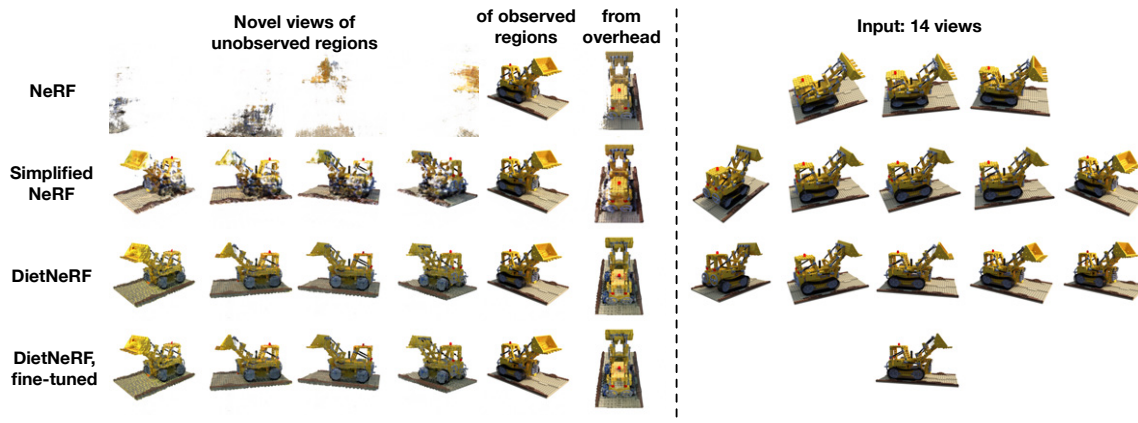 Novel views of
unobserved regions
of observed
regions
from
overhead
Input: 14 views
NeRF
Simplified
NeRF
DietNeRF
DietNeRF,
fine-tuned